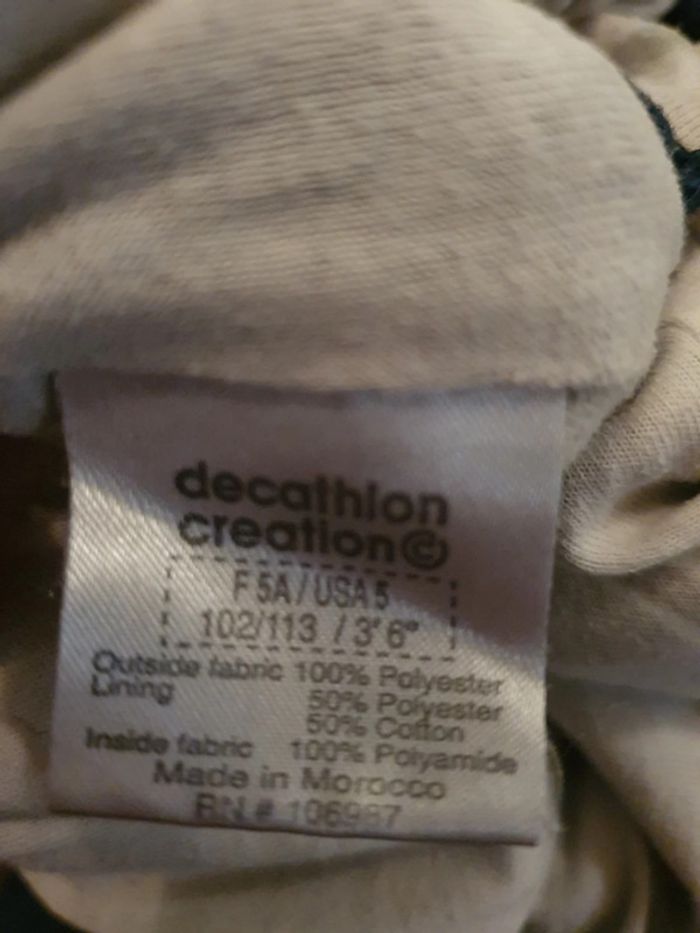 decathlon
creation©
F 5A / USA 5
102/113 / 3' 6"
Outside fabric 100% Polyester
Lining 50% Polyester
50% Cotton
Inside fabric 100% Polyamide
Made in Morocco
RN # 106987